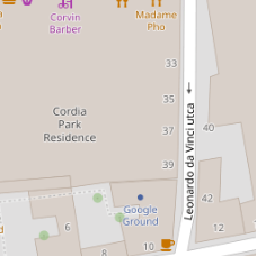 Corvin
Barber
Madame
Pho
33
35
37
39
Cordia
Park
Residence
40
42
Leonardo da Vinci utca
Google
Ground
6
8
10
12